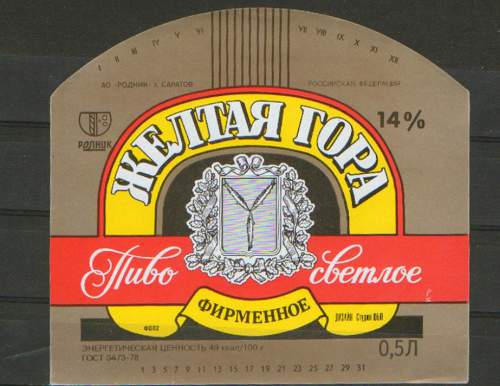 I II III IV V VI VII VIII IX X XI XII
АО "РОДНИК" г. САРАТОВ
РОССИЙСКАЯ ФЕДЕРАЦИЯ
РОДНИК
14%
ЖЕЛТАЯ ГОРА
Пиво светлое
ФИРМЕННОЕ
ДИЗАЙН Студия
ЭНЕРГЕТИЧЕСКАЯ ЦЕННОСТЬ 49 ккал/100 г
ГОСТ 3473-78
0,5Л
1 3 5 7 9 11 13 15 17 19 21 23 25 27 29 31